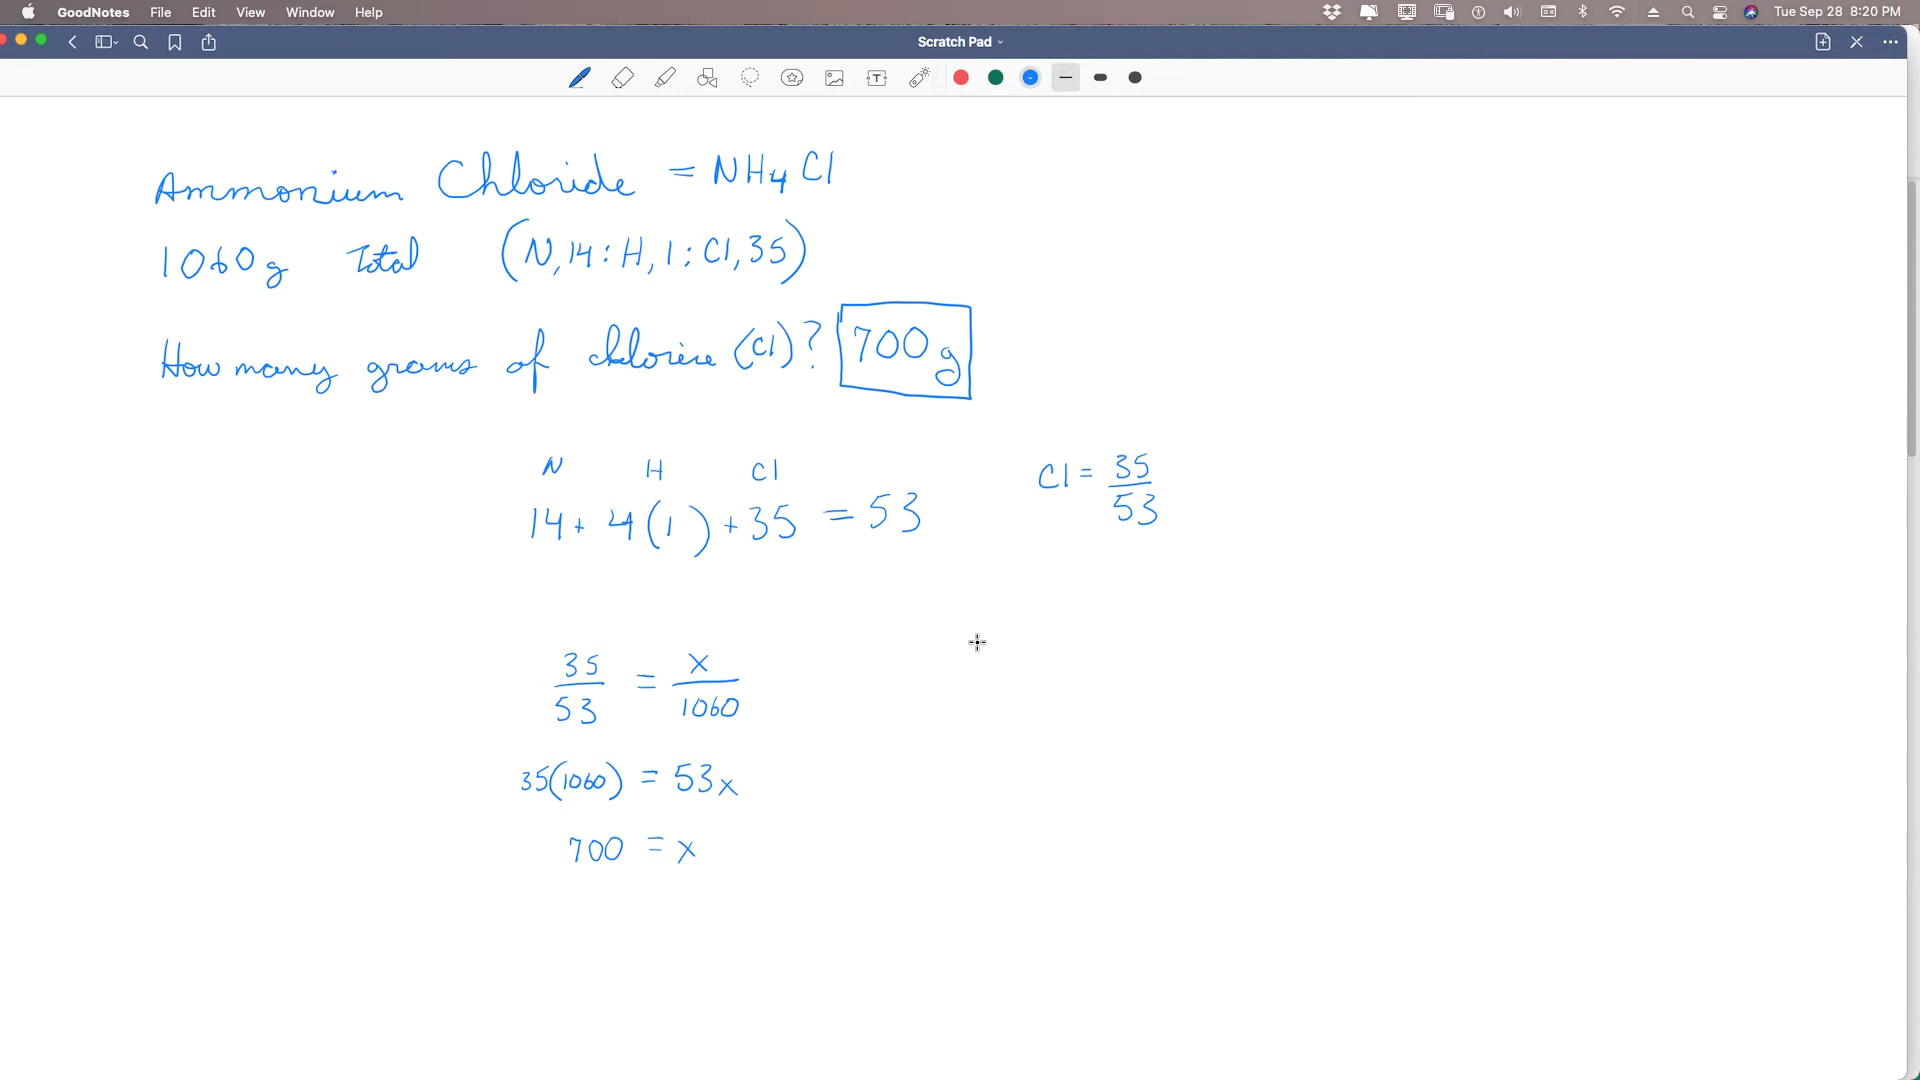 GoodNotes File Edit View Window Help Tue Sep 28 8:20 PM
Scratch Pad
Ammonium Chloride = NH4Cl
1060g Total (N,14 : H,1 : Cl,35)
How many grams of chlorine (Cl)? 700 g
N H Cl
14 + 4(1) + 35 = 53
Cl = 35/53
35/53 = x/1060
35(1060) = 53x
700 = x